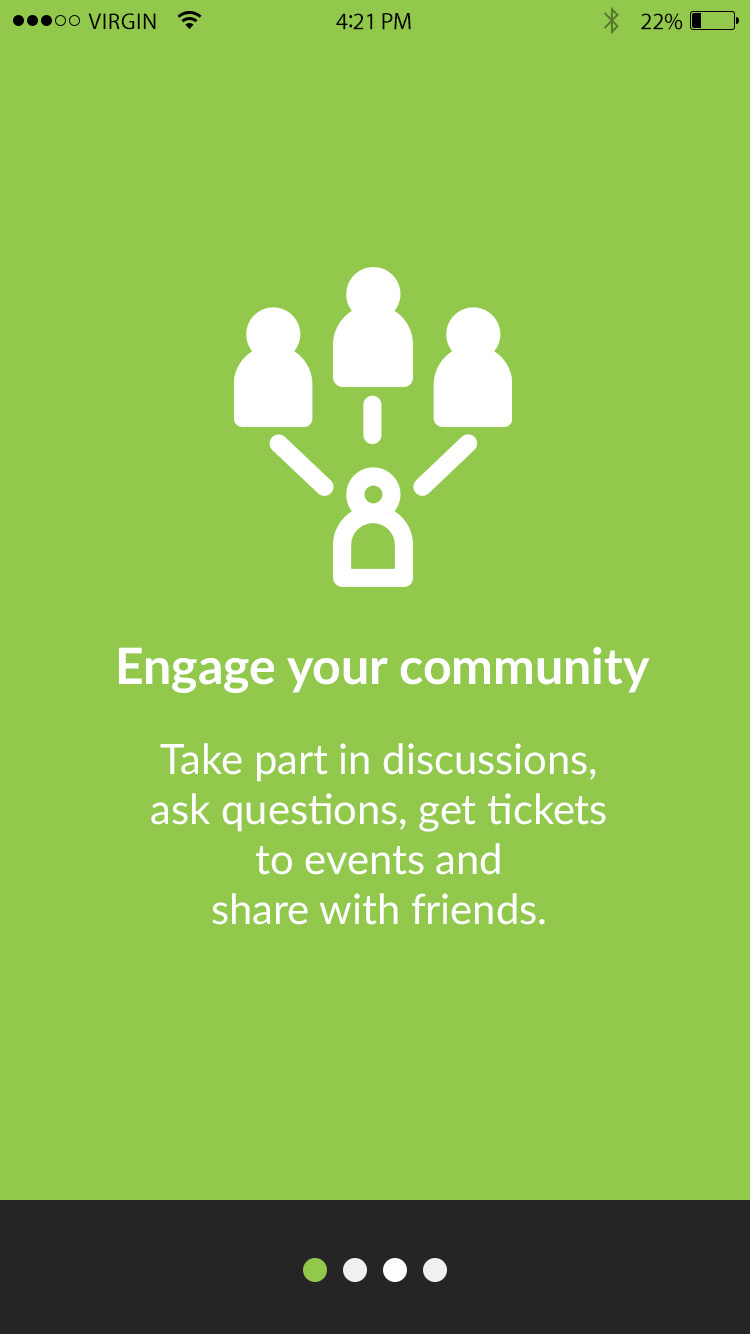 VIRGIN 4:21 PM 22%
Engage your community
Take part in discussions,
ask questions, get tickets
to events and
share with friends.